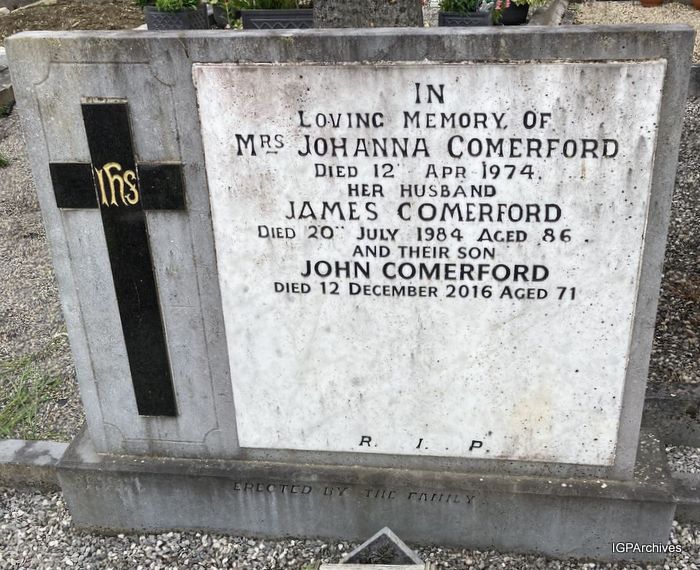 IHS
IN
LOVING MEMORY OF
MRS JOHANNA COMERFORD
DIED 12" APR 1974.
HER HUSBAND
JAMES COMERFORD
DIED 20" JULY 1984 AGED 86.
AND THEIR SON
JOHN COMERFORD
DIED 12 DECEMBER 2016 AGED 71
R. I. P.
ERECTED BY THE FAMILY
IGPArchives